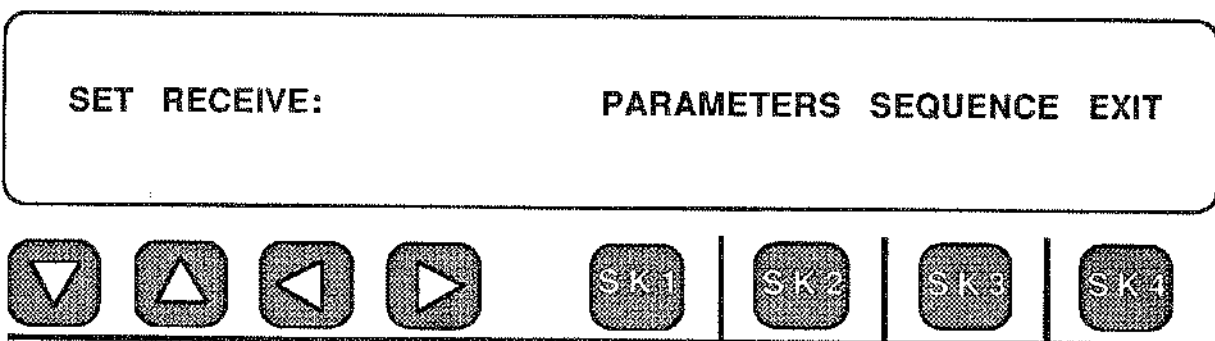 SET RECEIVE: PARAMETERS SEQUENCE EXIT
SK1 SK2 SK3 SK4